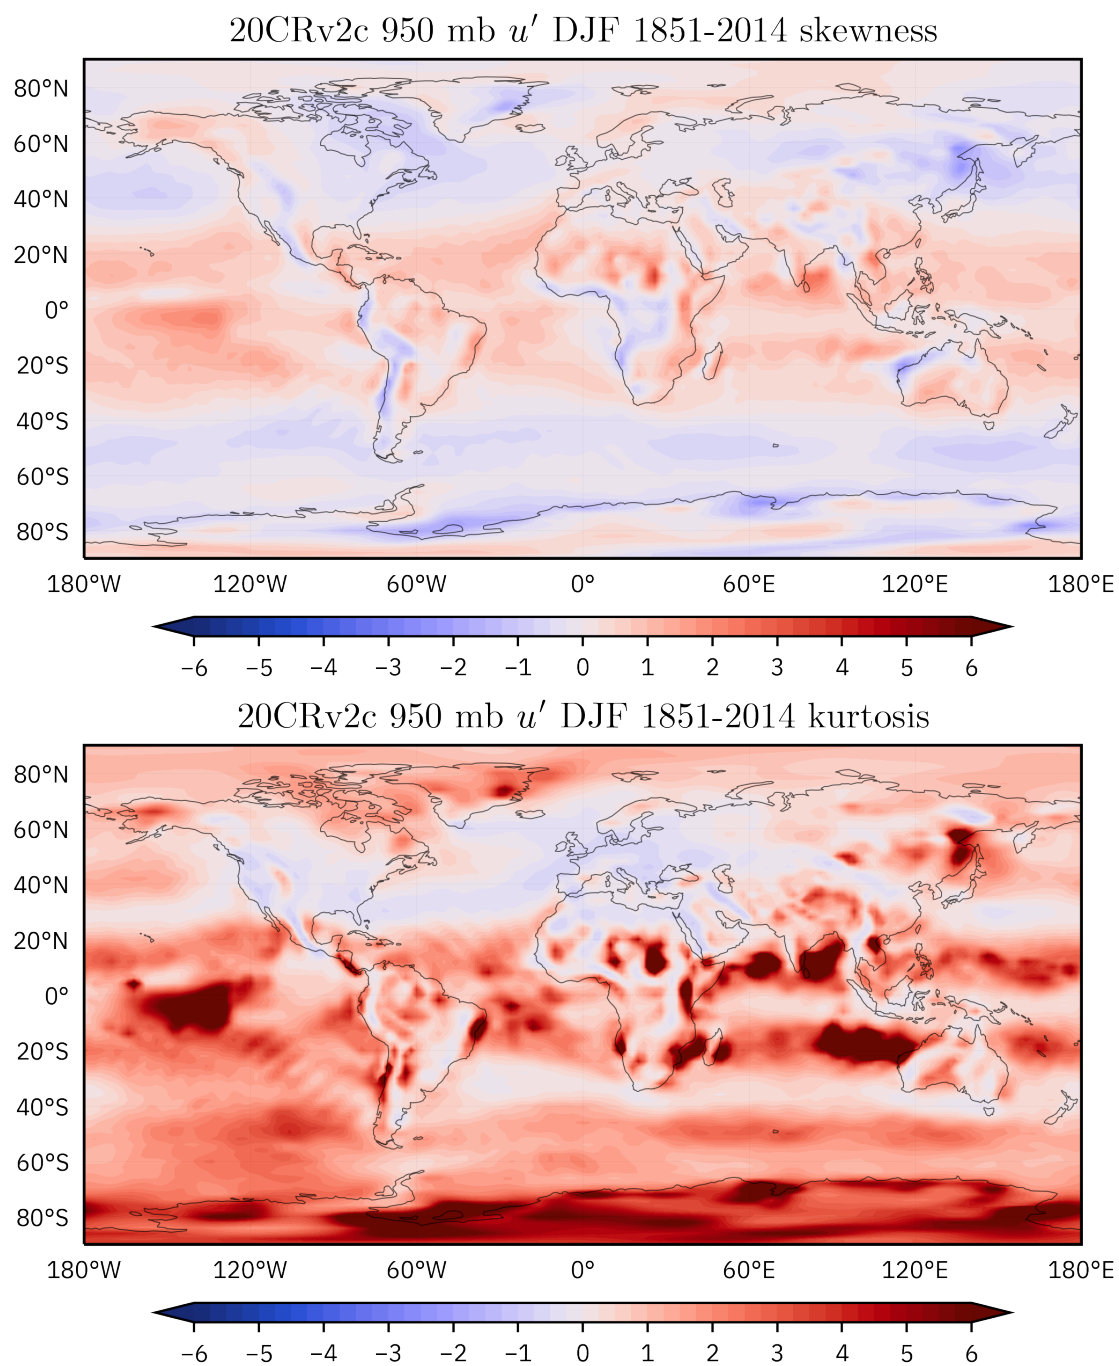 20CRv2c 950 mb u′ DJF 1851-2014 skewness
80°N
60°N
40°N
20°N
0°
20°S
40°S
60°S
80°S
180°W 120°W 60°W 0° 60°E 120°E 180°E
−6 −5 −4 −3 −2 −1 0 1 2 3 4 5 6
20CRv2c 950 mb u′ DJF 1851-2014 kurtosis
80°N
60°N
40°N
20°N
0°
20°S
40°S
60°S
80°S
180°W 120°W 60°W 0° 60°E 120°E 180°E
−6 −5 −4 −3 −2 −1 0 1 2 3 4 5 6